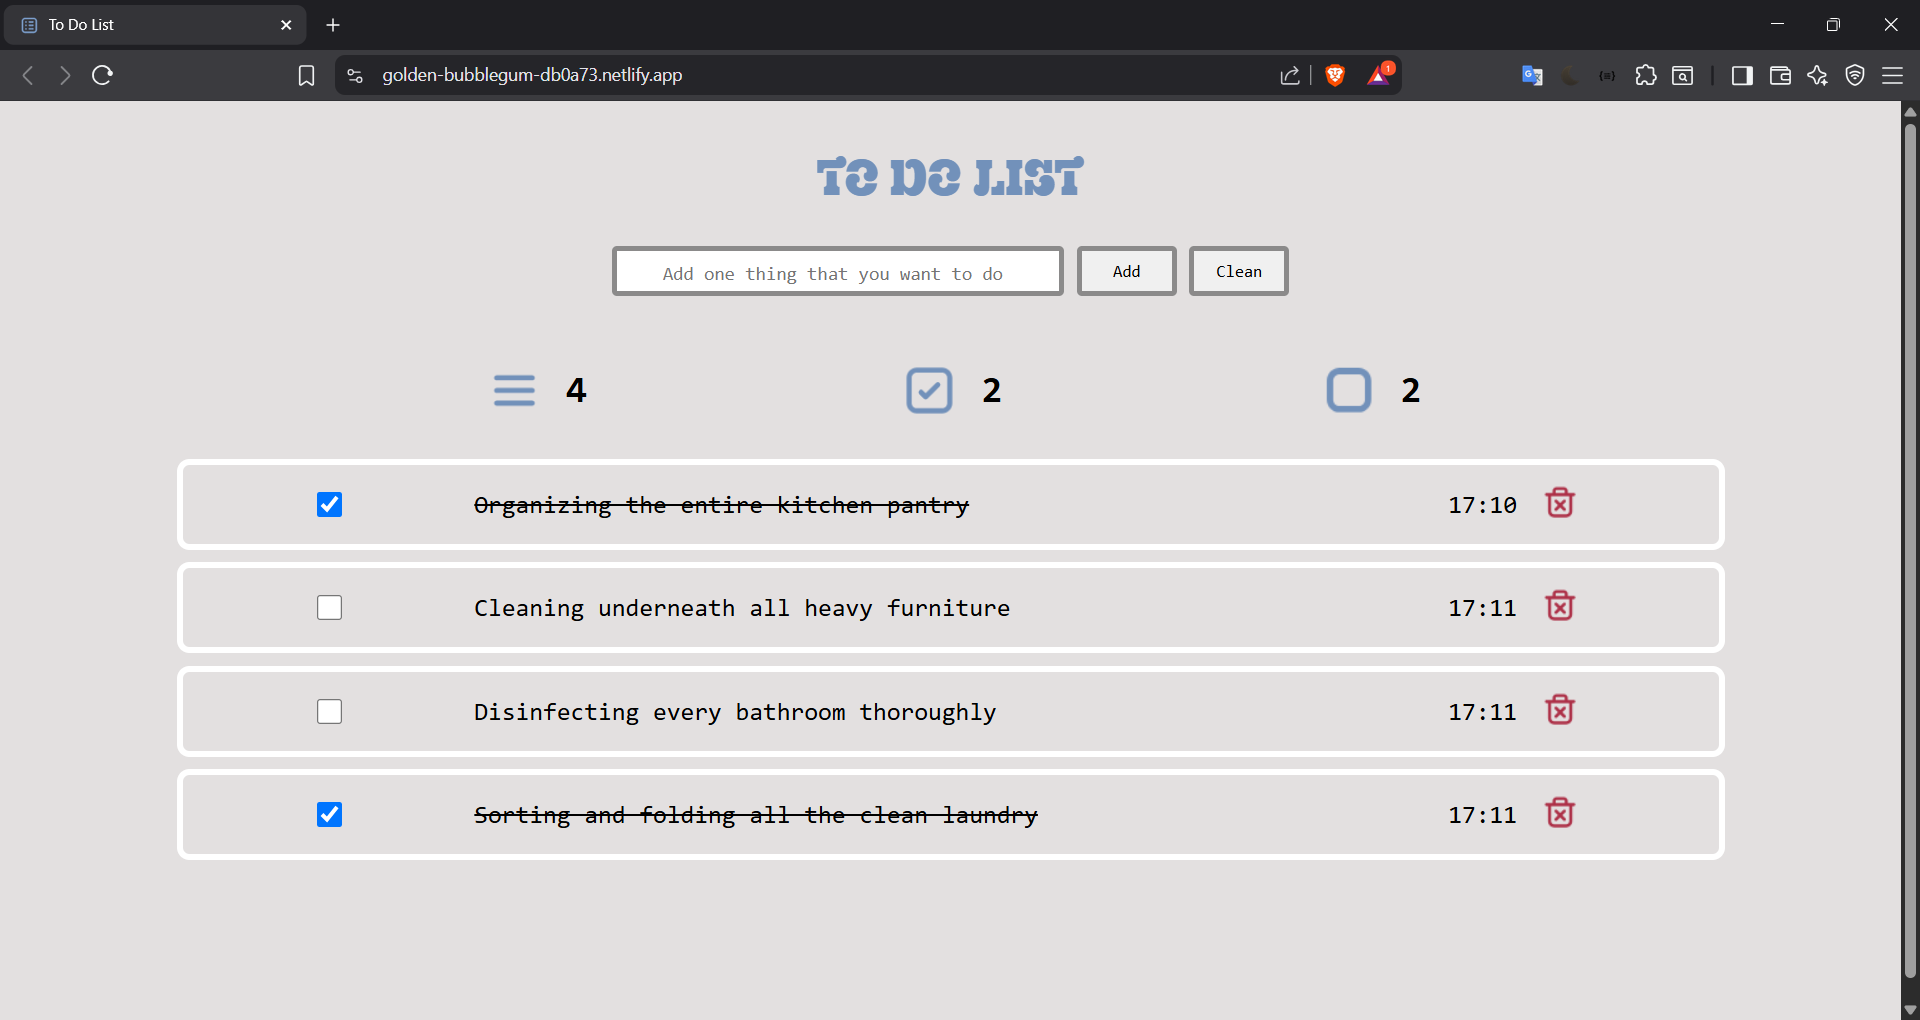 To Do List
golden-bubblegum-db0a73.netlify.app
1
TO DO LIST
Add one thing that you want to do
Add
Clean
4
2
2
Organizing the entire kitchen pantry
17:10
Cleaning underneath all heavy furniture
17:11
Disinfecting every bathroom thoroughly
17:11
Sorting and folding all the clean laundry
17:11